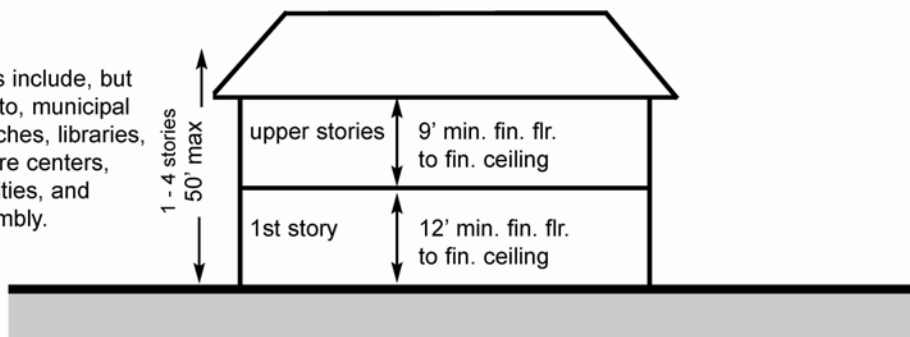 s include, but
to, municipal
ches, libraries,
re centers,
ties, and
mbly.
1 - 4 stories
50’ max
upper stories
9’ min. fin. flr.
to fin. ceiling
1st story
12’ min. fin. flr.
to fin. ceiling